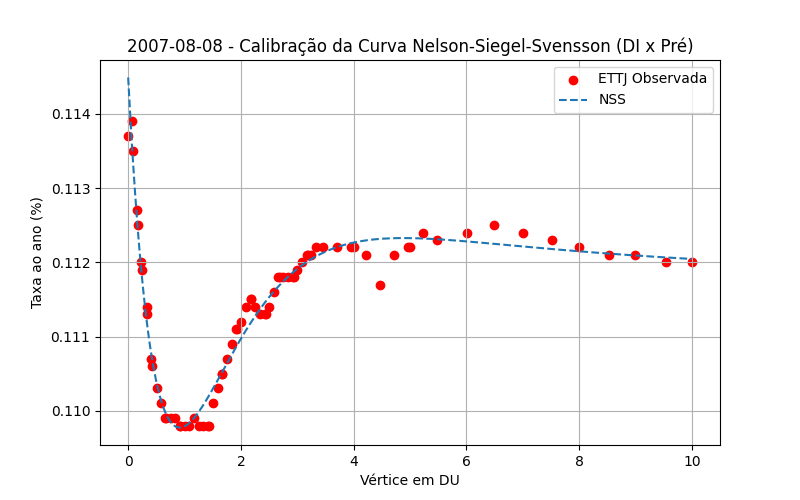 2007-08-08 - Calibração da Curva Nelson-Siegel-Svensson (DI x Pré)
ETTJ Observada
NSS
Taxa ao ano (%)
0.114
0.113
0.112
0.111
0.110
0 2 4 6 8 10
Vértice em DU